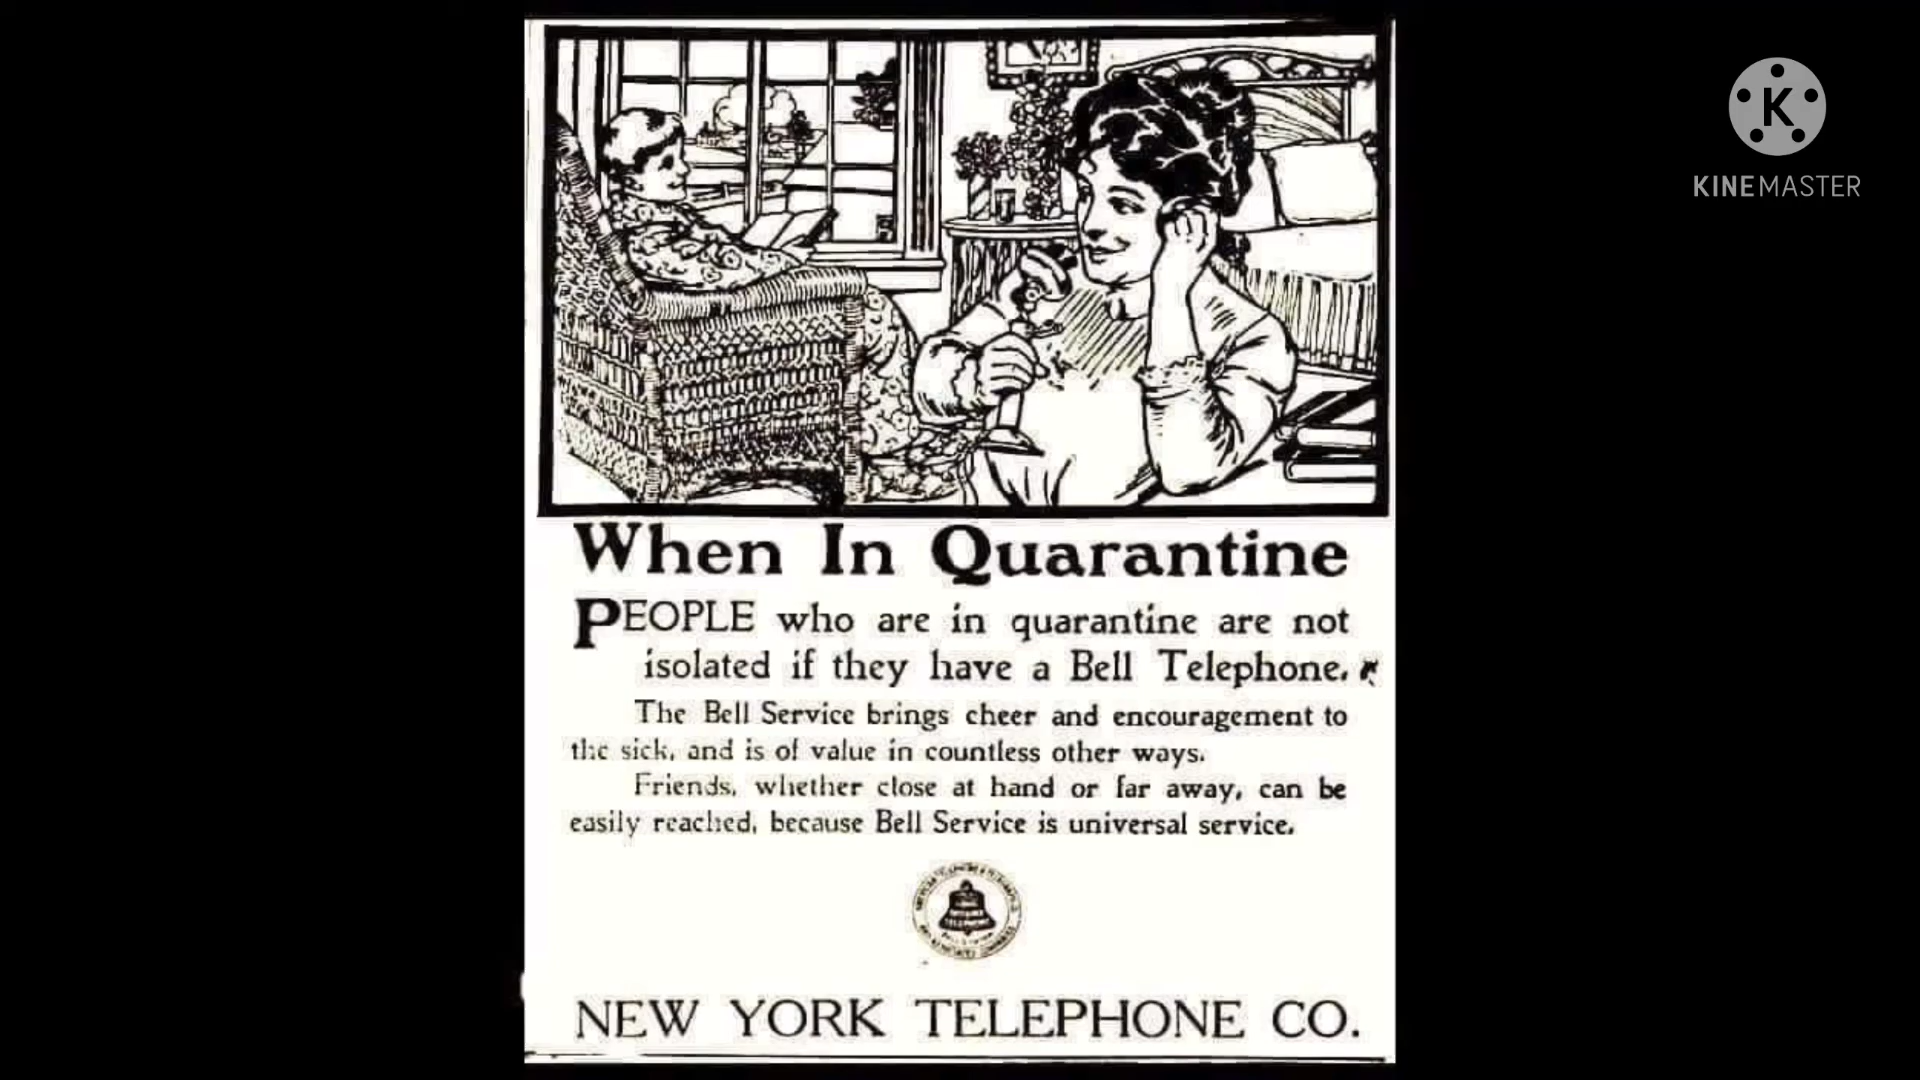 K
KINEMASTER
When In Quarantine
PEOPLE who are in quarantine are not
isolated if they have a Bell Telephone.
The Bell Service brings cheer and encouragement to
the sick, and is of value in countless other ways.
Friends, whether close at hand or far away, can be
easily reached, because Bell Service is universal service.
NEW YORK TELEPHONE CO.